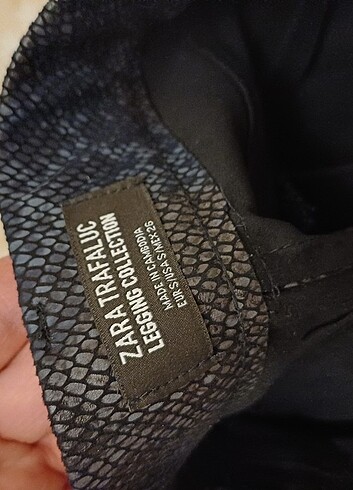 ZARA TRAFALUC
LEGGING COLLECTION
MADE IN CAMBODIA
EUR S/USA S/MEX 26